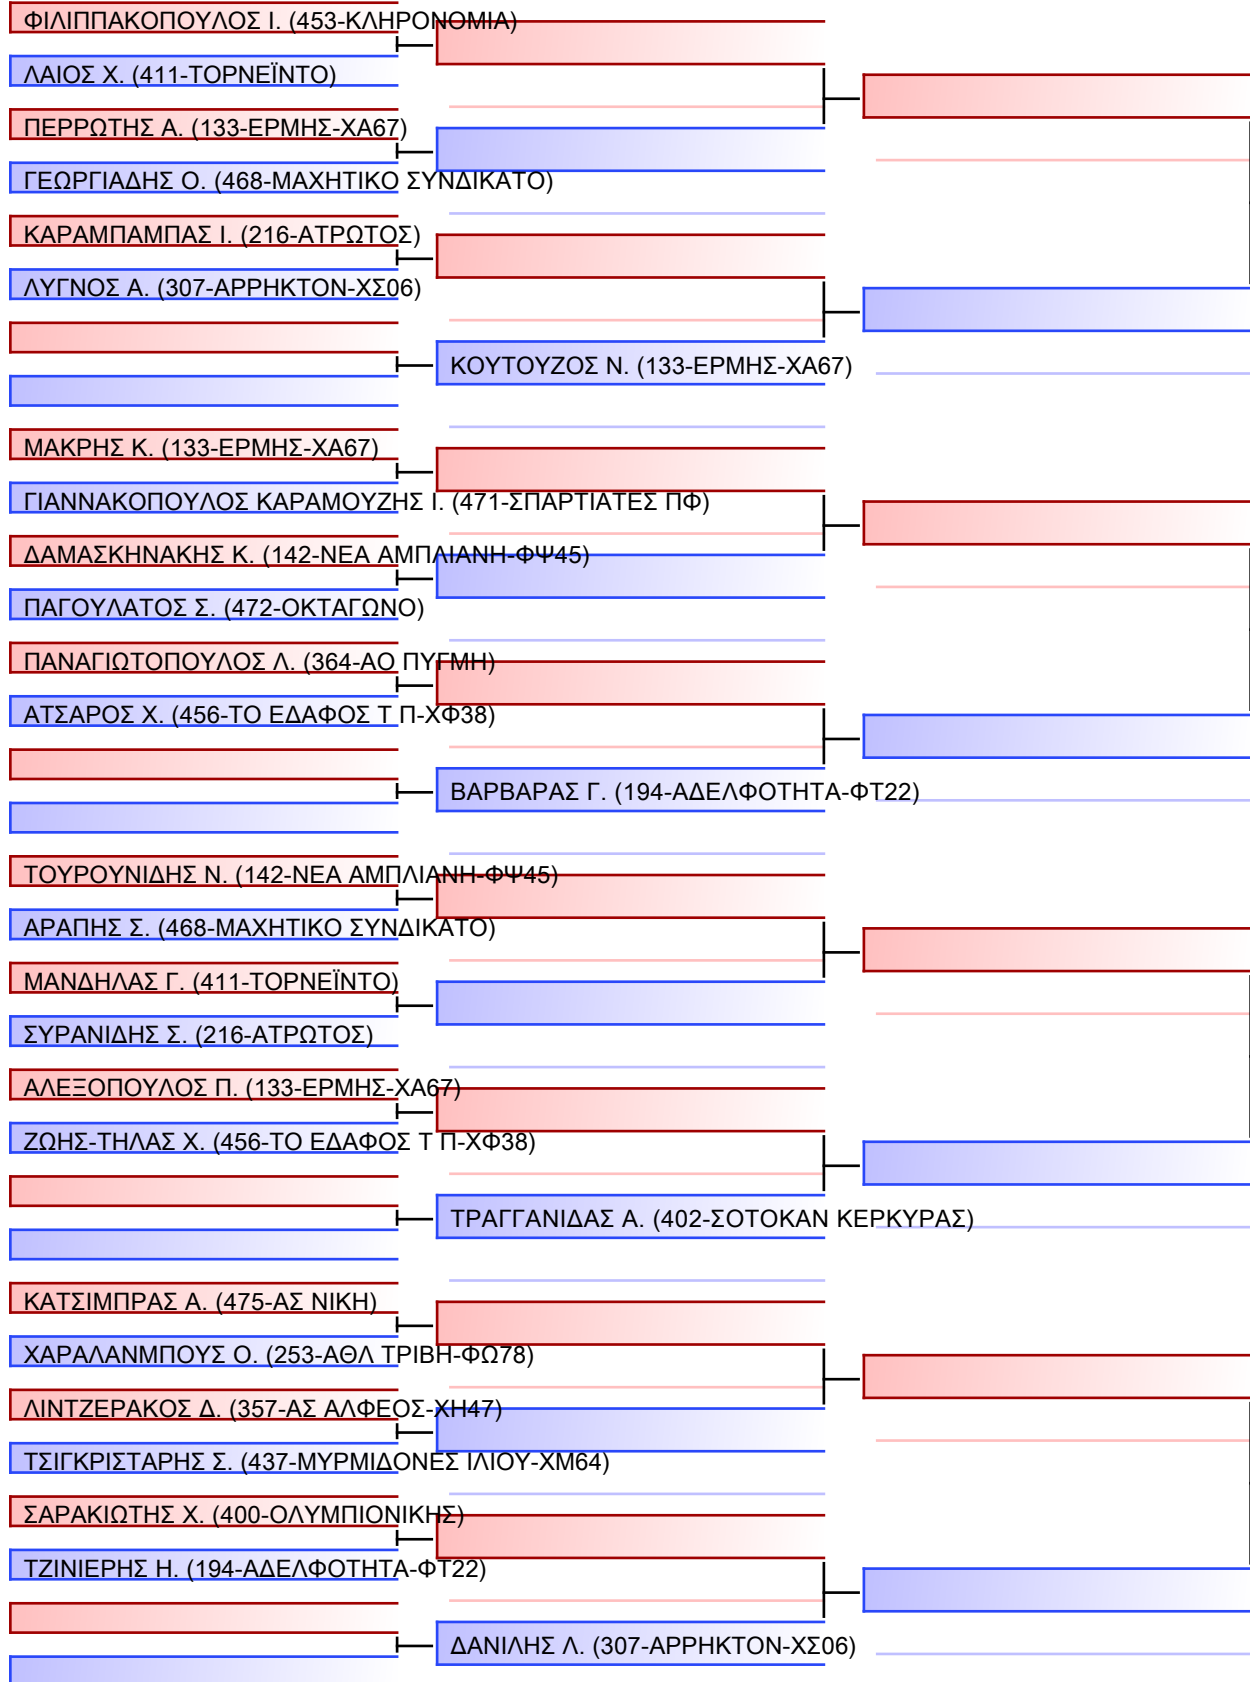 ΦΙΛΙΠΠΑΚΟΠΟΥΛΟΣ Ι. (453-ΚΛΗΡΟΝΟΜΙΑ)
ΛΑΙΟΣ Χ. (411-ΤΟΡΝΕΪΝΤΟ)
ΠΕΡΡΩΤΗΣ Α. (133-ΕΡΜΗΣ-ΧΑ67)
ΓΕΩΡΓΙΑΔΗΣ Ο. (468-ΜΑΧΗΤΙΚΟ ΣΥΝΔΙΚΑΤΟ)
ΚΑΡΑΜΠΑΜΠΑΣ Ι. (216-ΑΤΡΩΤΟΣ)
ΛΥΓΝΟΣ Α. (307-ΑΡΡΗΚΤΟΝ-ΧΣ06)
ΚΟΥΤΟΥΖΟΣ Ν. (133-ΕΡΜΗΣ-ΧΑ67)
ΜΑΚΡΗΣ Κ. (133-ΕΡΜΗΣ-ΧΑ67)
ΓΙΑΝΝΑΚΟΠΟΥΛΟΣ ΚΑΡΑΜΟΥΖΗΣ Ι. (471-ΣΠΑΡΤΙΑΤΕΣ ΠΦ)
ΔΑΜΑΣΚΗΝΑΚΗΣ Κ. (142-ΝΕΑ ΑΜΠΛΙΑΝΗ-ΦΨ45)
ΠΑΓΟΥΛΑΤΟΣ Σ. (472-ΟΚΤΑΓΩΝΟ)
ΠΑΝΑΓΙΩΤΟΠΟΥΛΟΣ Λ. (364-ΑΟ ΠΥΓΜΗ)
ΑΤΣΑΡΟΣ Χ. (456-ΤΟ ΕΔΑΦΟΣ Τ Π-ΧΦ38)
ΒΑΡΒΑΡΑΣ Γ. (194-ΑΔΕΛΦΟΤΗΤΑ-ΦΤ22)
ΤΟΥΡΟΥΝΙΔΗΣ Ν. (142-ΝΕΑ ΑΜΠΛΙΑΝΗ-ΦΨ45)
ΑΡΑΠΗΣ Σ. (468-ΜΑΧΗΤΙΚΟ ΣΥΝΔΙΚΑΤΟ)
ΜΑΝΔΗΛΑΣ Γ. (411-ΤΟΡΝΕΪΝΤΟ)
ΣΥΡΑΝΙΔΗΣ Σ. (216-ΑΤΡΩΤΟΣ)
ΑΛΕΞΟΠΟΥΛΟΣ Π. (133-ΕΡΜΗΣ-ΧΑ67)
ΖΩΗΣ-ΤΗΛΑΣ Χ. (456-ΤΟ ΕΔΑΦΟΣ Τ Π-ΧΦ38)
ΤΡΑΓΓΑΝΙΔΑΣ Α. (402-ΣΟΤΟΚΑΝ ΚΕΡΚΥΡΑΣ)
ΚΑΤΣΙΜΠΡΑΣ Α. (475-ΑΣ ΝΙΚΗ)
ΧΑΡΑΛΑΝΜΠΟΥΣ Ο. (253-ΑΘΛ ΤΡΙΒΗ-ΦΩ78)
ΛΙΝΤΖΕΡΑΚΟΣ Δ. (357-ΑΣ ΑΛΦΕΟΣ-ΧΗ47)
ΤΣΙΓΚΡΙΣΤΑΡΗΣ Σ. (437-ΜΥΡΜΙΔΟΝΕΣ ΙΛΙΟΥ-ΧΜ64)
ΣΑΡΑΚΙΩΤΗΣ Χ. (400-ΟΛΥΜΠΙΟΝΙΚΗΣ)
ΤΖΙΝΙΕΡΗΣ Η. (194-ΑΔΕΛΦΟΤΗΤΑ-ΦΤ22)
ΔΑΝΙΛΗΣ Λ. (307-ΑΡΡΗΚΤΟΝ-ΧΣ06)